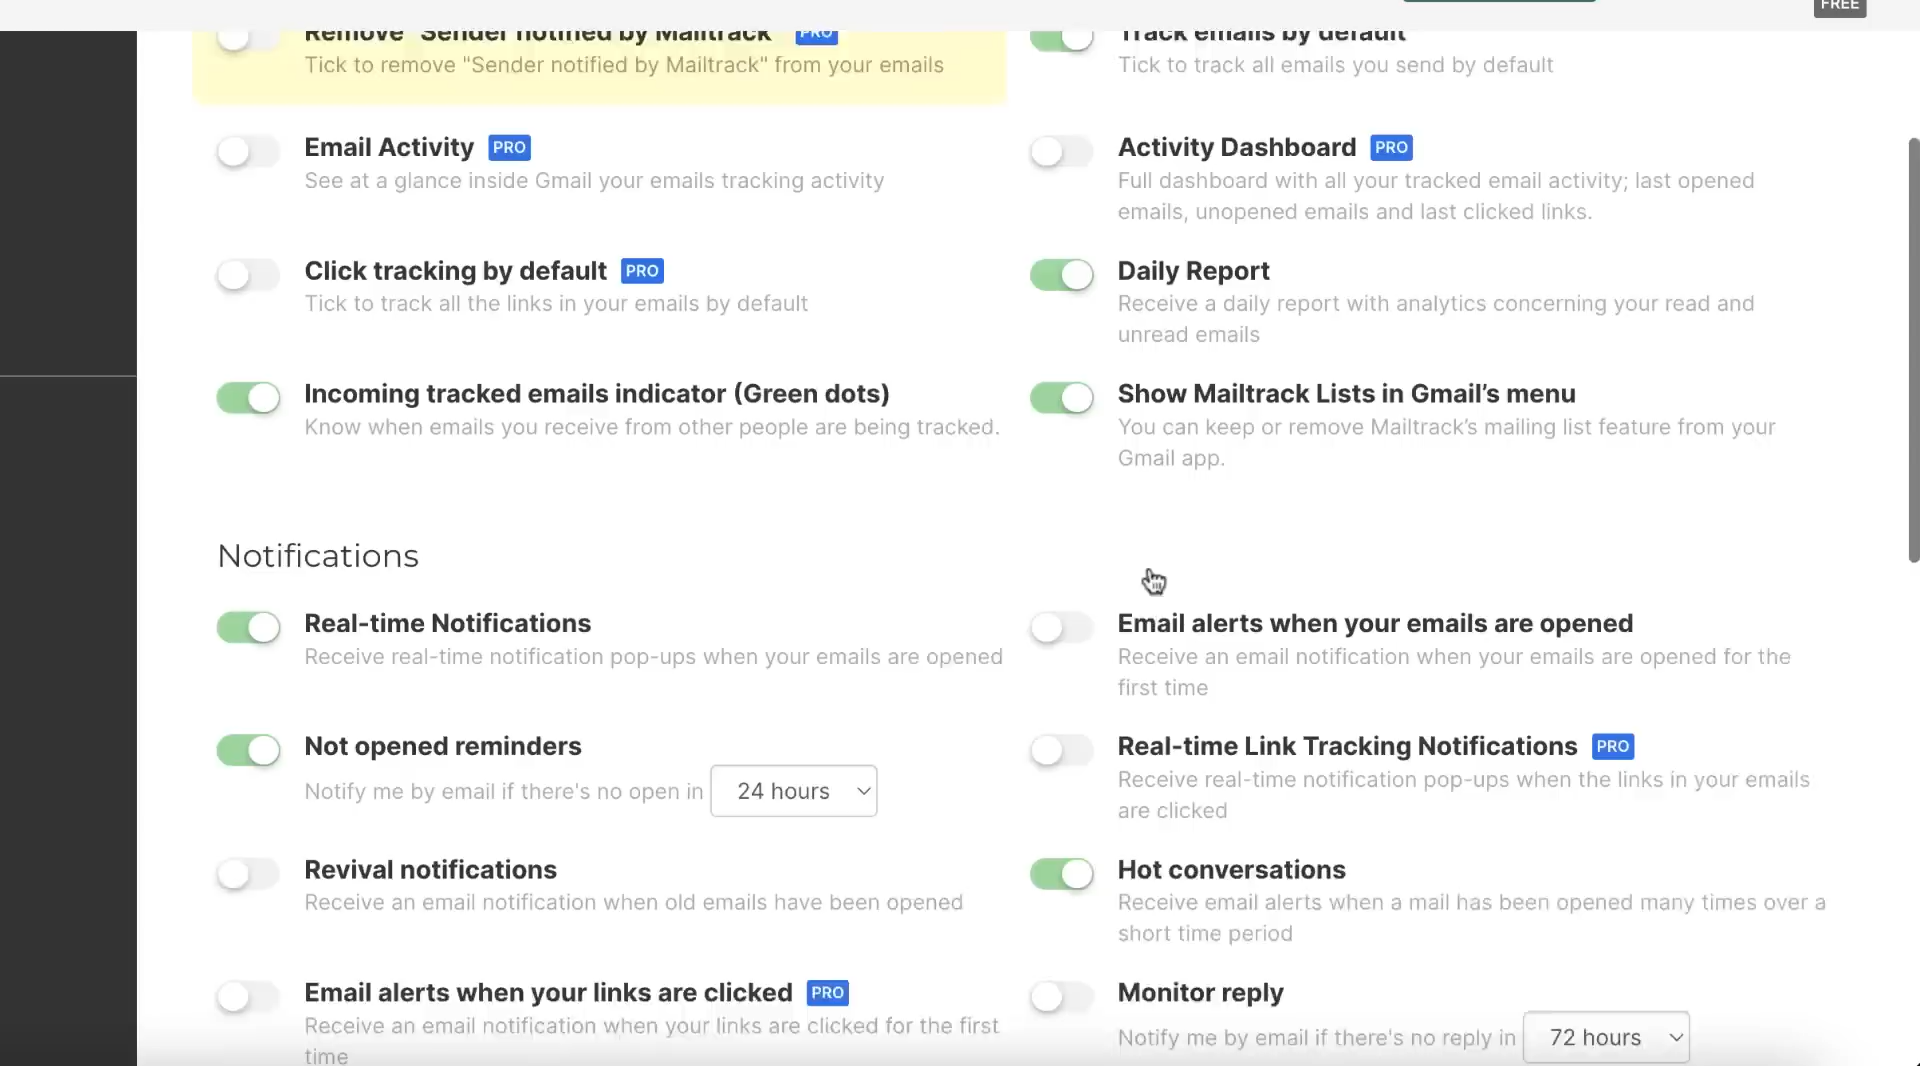 FREE
Remove "Sender notified by Mailtrack" PRO
Tick to remove "Sender notified by Mailtrack" from your emails
Track emails by default
Tick to track all emails you send by default
Email Activity PRO
See at a glance inside Gmail your emails tracking activity
Activity Dashboard PRO
Full dashboard with all your tracked email activity; last opened
emails, unopened emails and last clicked links.
Click tracking by default PRO
Tick to track all the links in your emails by default
Daily Report
Receive a daily report with analytics concerning your read and
unread emails
Incoming tracked emails indicator (Green dots)
Know when emails you receive from other people are being tracked.
Show Mailtrack Lists in Gmail’s menu
You can keep or remove Mailtrack’s mailing list feature from your
Gmail app.
Notifications
Real-time Notifications
Receive real-time notification pop-ups when your emails are opened
Email alerts when your emails are opened
Receive an email notification when your emails are opened for the
first time
Not opened reminders
Notify me by email if there's no open in 24 hours
Real-time Link Tracking Notifications PRO
Receive real-time notification pop-ups when the links in your emails
are clicked
Revival notifications
Receive an email notification when old emails have been opened
Hot conversations
Receive email alerts when a mail has been opened many times over a
short time period
Email alerts when your links are clicked PRO
Receive an email notification when your links are clicked for the first
time
Monitor reply
Notify me by email if there's no reply in 72 hours